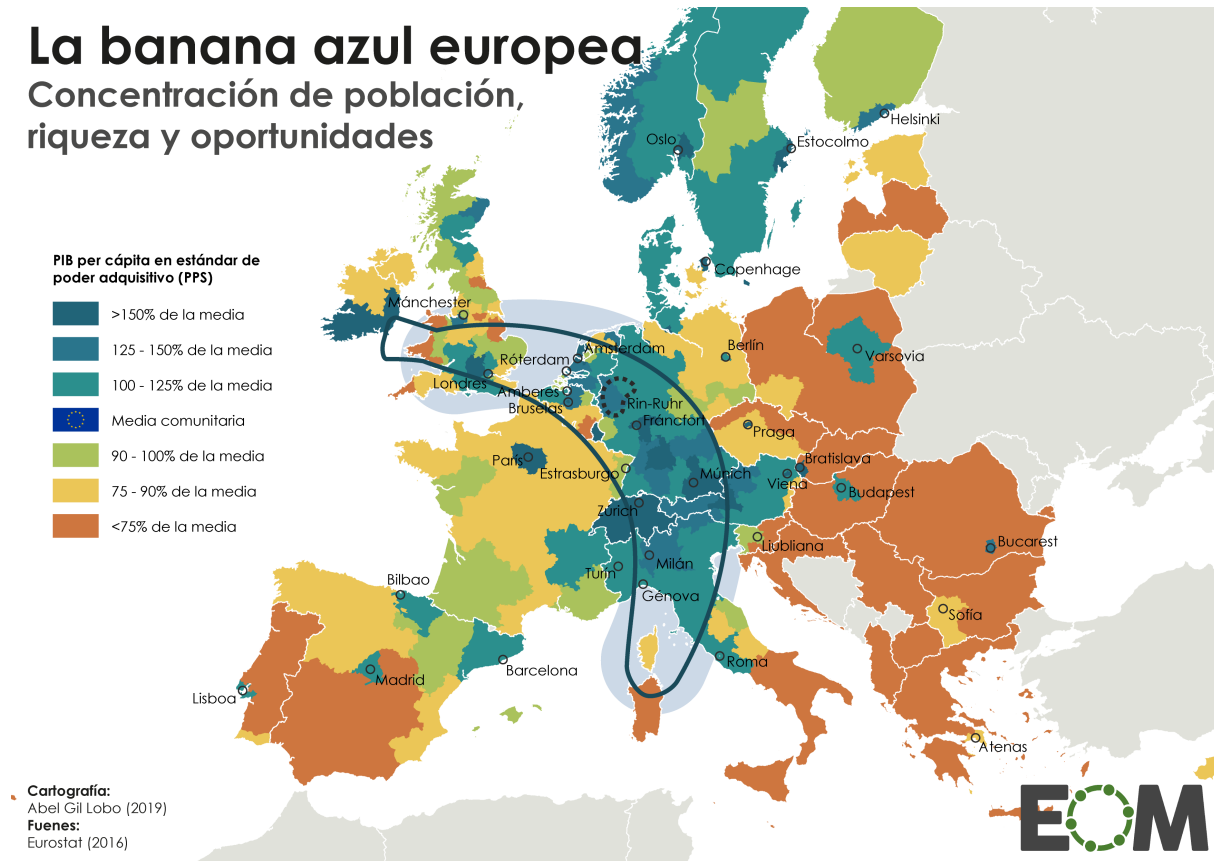 La banana azul europea
Concentración de población,
riqueza y oportunidades
PIB per cápita en estándar de
poder adquisitivo (PPS)
>150% de la media
125 - 150% de la media
100 - 125% de la media
Media comunitaria
90 - 100% de la media
75 - 90% de la media
<75% de la media
Helsinki
Oslo
Estocolmo
Copenhage
Mánchester
Ámsterdam
Róterdam
Berlín
Varsovia
Londres
Amberes
Bruselas
Rin-Ruhr
Fráncfort
Praga
París
Estrasburgo
Múnich
Bratislava
Viena
Budapest
Zúrich
Liubliana
Bucarest
Milán
Turín
Génova
Bilbao
Sofía
Roma
Barcelona
Madrid
Lisboa
Atenas
Cartografía:
Abel Gil Lobo (2019)
Fuenes:
Eurostat (2016)
EOM